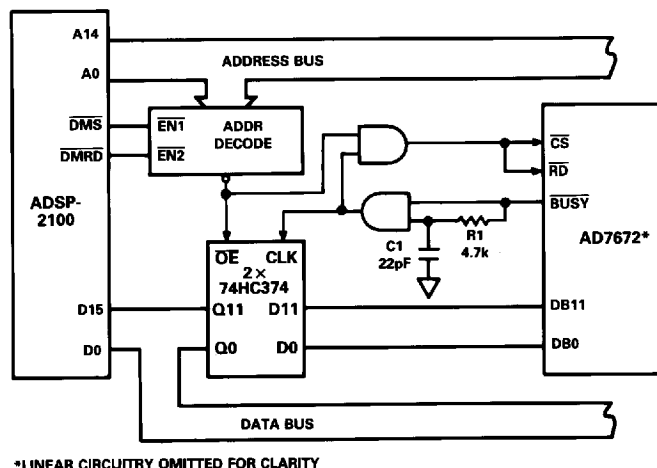 A14
ADDRESS BUS
A0
DMS
EN1
ADDR
DECODE
DMRD
EN2
CS
RD
ADSP-
2100
BUSY
AD7672*
C1
22pF
R1
4.7k
OE
CLK
2 ×
74HC374
D15
Q11
D11
DB11
D0
Q0
D0
DB0
DATA BUS
*LINEAR CIRCUITRY OMITTED FOR CLARITY